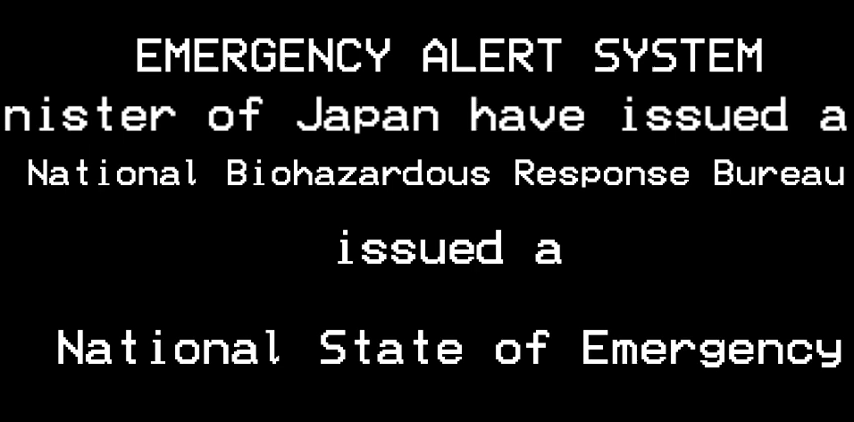 EMERGENCY ALERT SYSTEM
nister of Japan have issued a
National Biohazardous Response Bureau
issued a
National State of Emergency